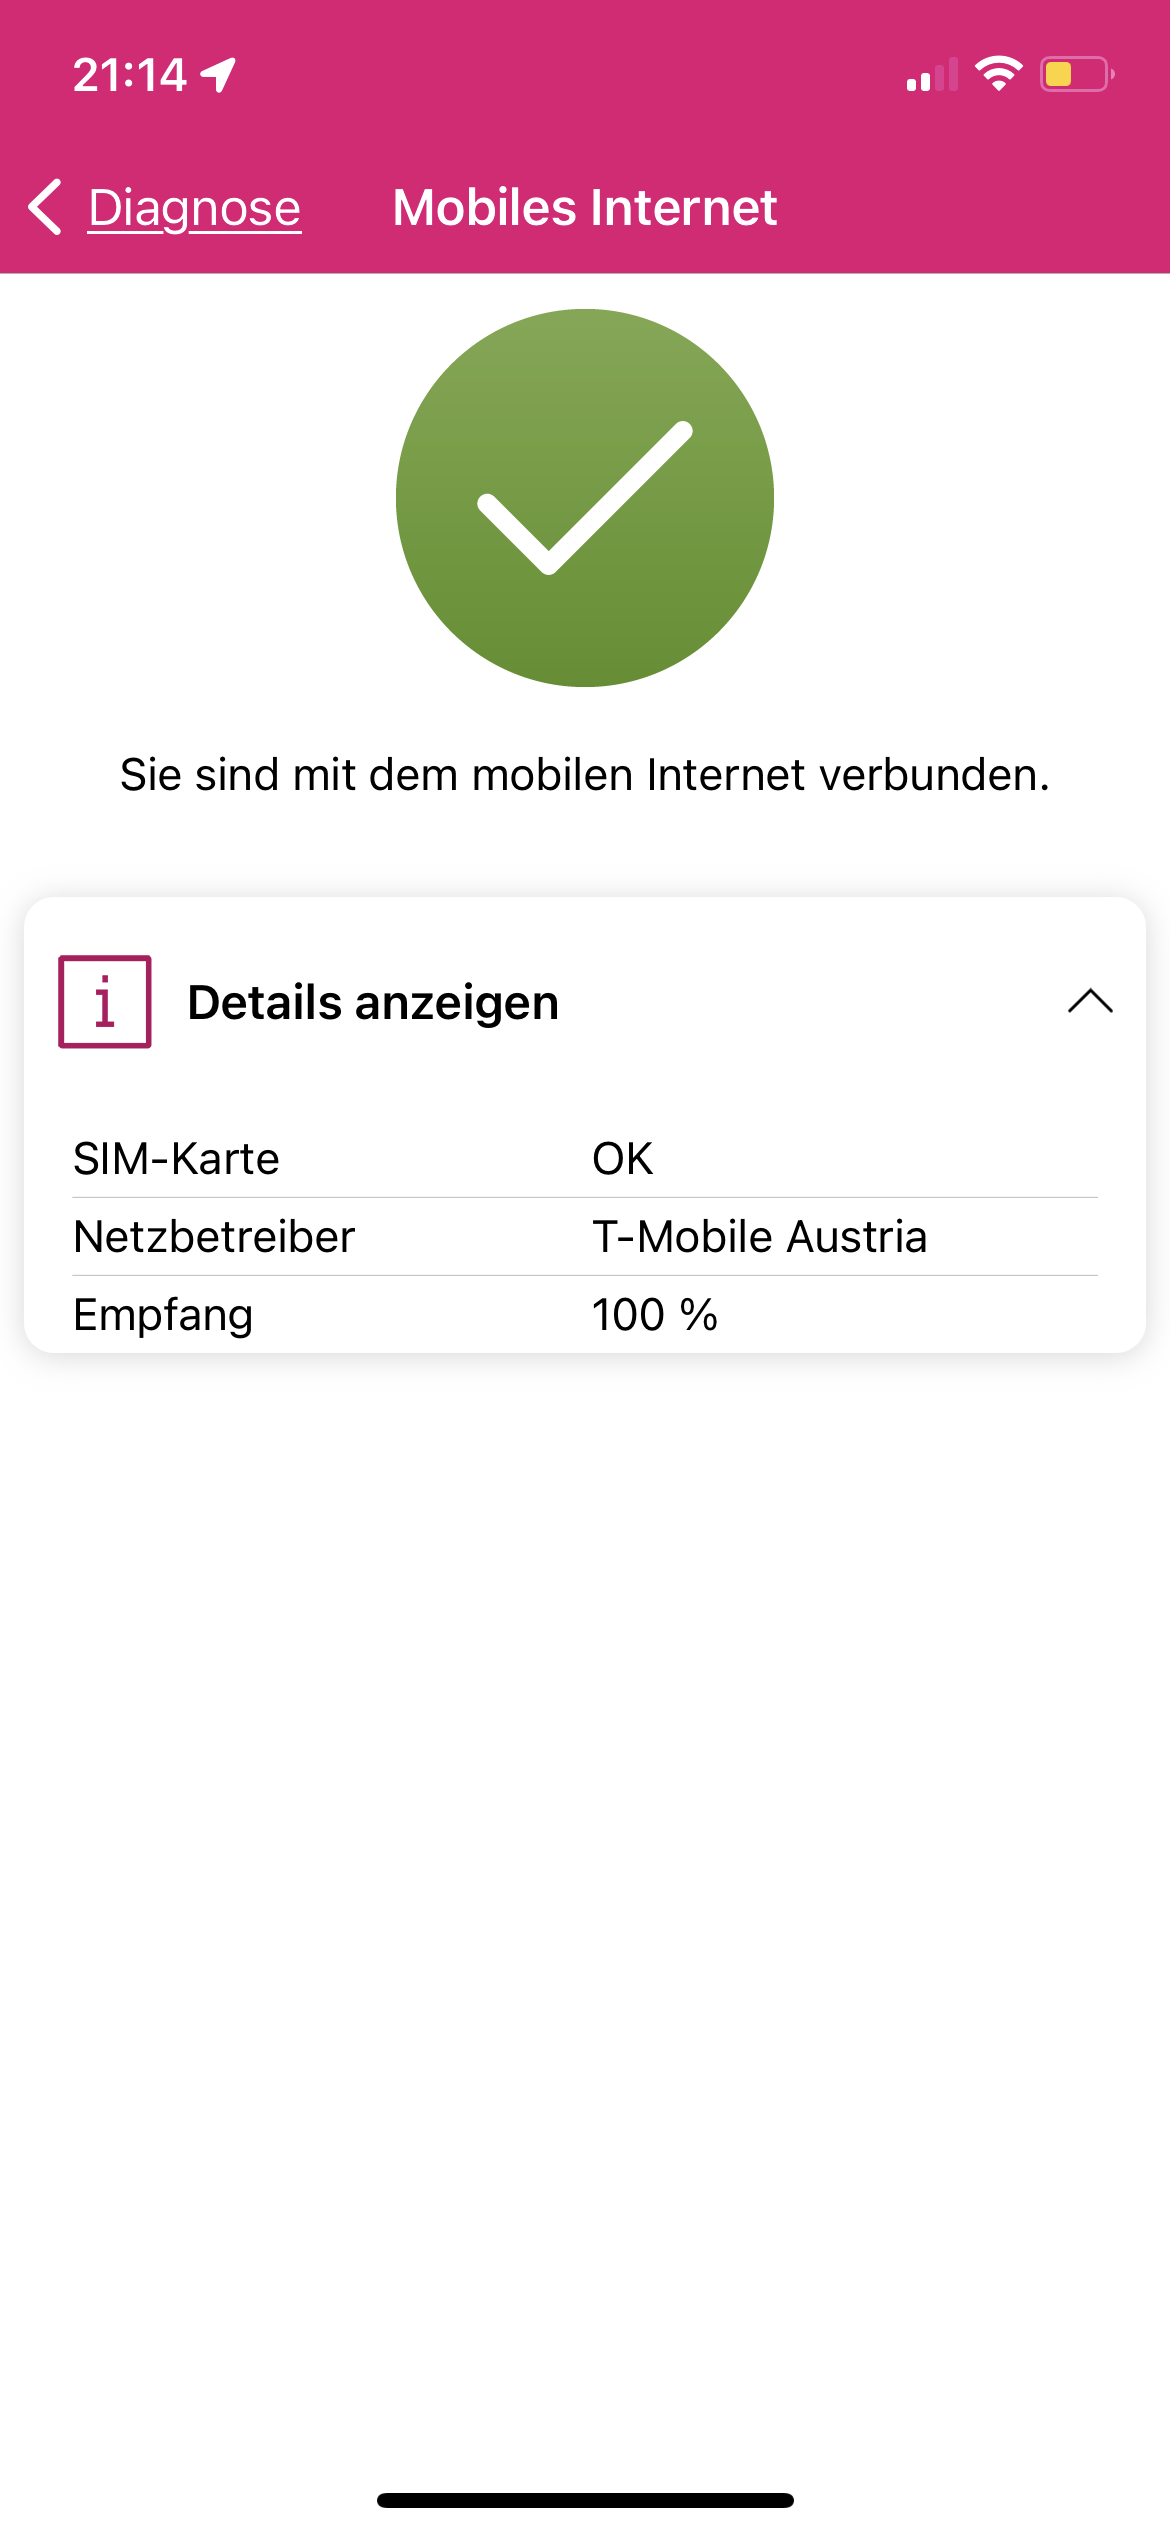 21:14
Diagnose
Mobiles Internet
Sie sind mit dem mobilen Internet verbunden.
i
Details anzeigen
SIM-Karte OK
Netzbetreiber T-Mobile Austria
Empfang 100 %